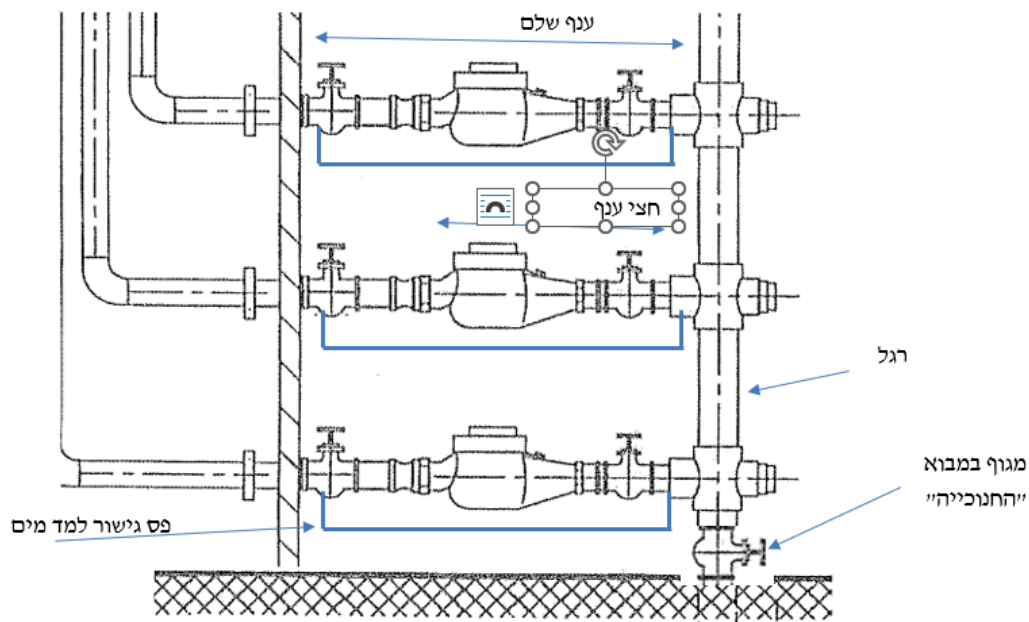 ענף שלם
חצי ענף
רגל
מגוף במבוא
"החנוכייה"
פס גישור למד מים